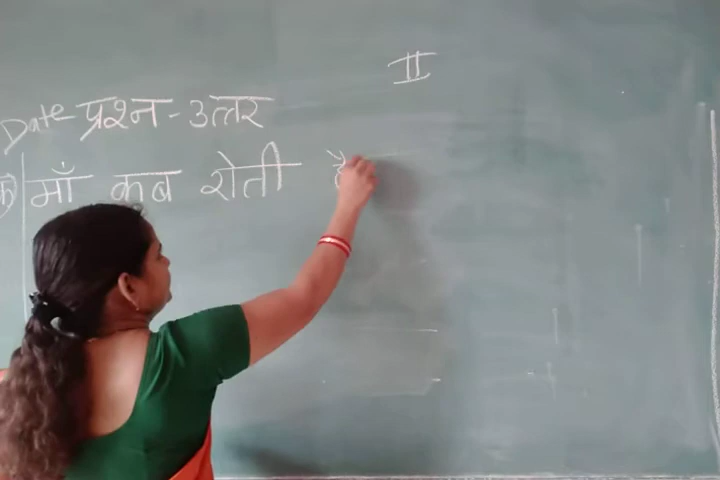 II
Date - प्रश्न - उत्तर
क) माँ कब रोती है